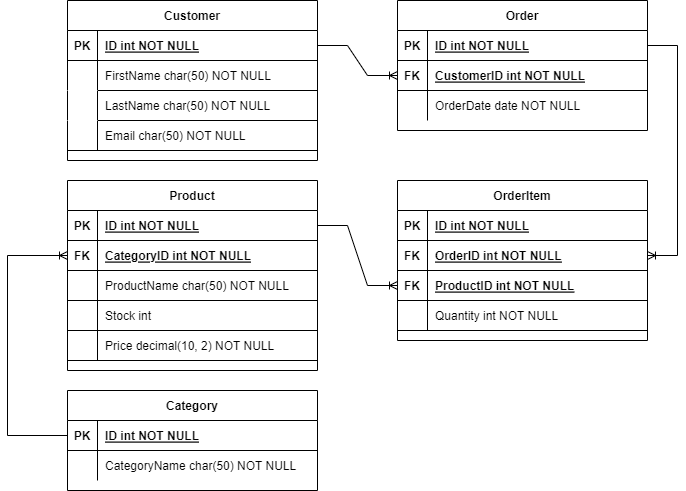 Customer
PK ID int NOT NULL
FirstName char(50) NOT NULL
LastName char(50) NOT NULL
Email char(50) NOT NULL
Order
PK ID int NOT NULL
FK CustomerID int NOT NULL
OrderDate date NOT NULL
Product
PK ID int NOT NULL
FK CategoryID int NOT NULL
ProductName char(50) NOT NULL
Stock int
Price decimal(10, 2) NOT NULL
OrderItem
PK ID int NOT NULL
FK OrderID int NOT NULL
FK ProductID int NOT NULL
Quantity int NOT NULL
Category
PK ID int NOT NULL
CategoryName char(50) NOT NULL